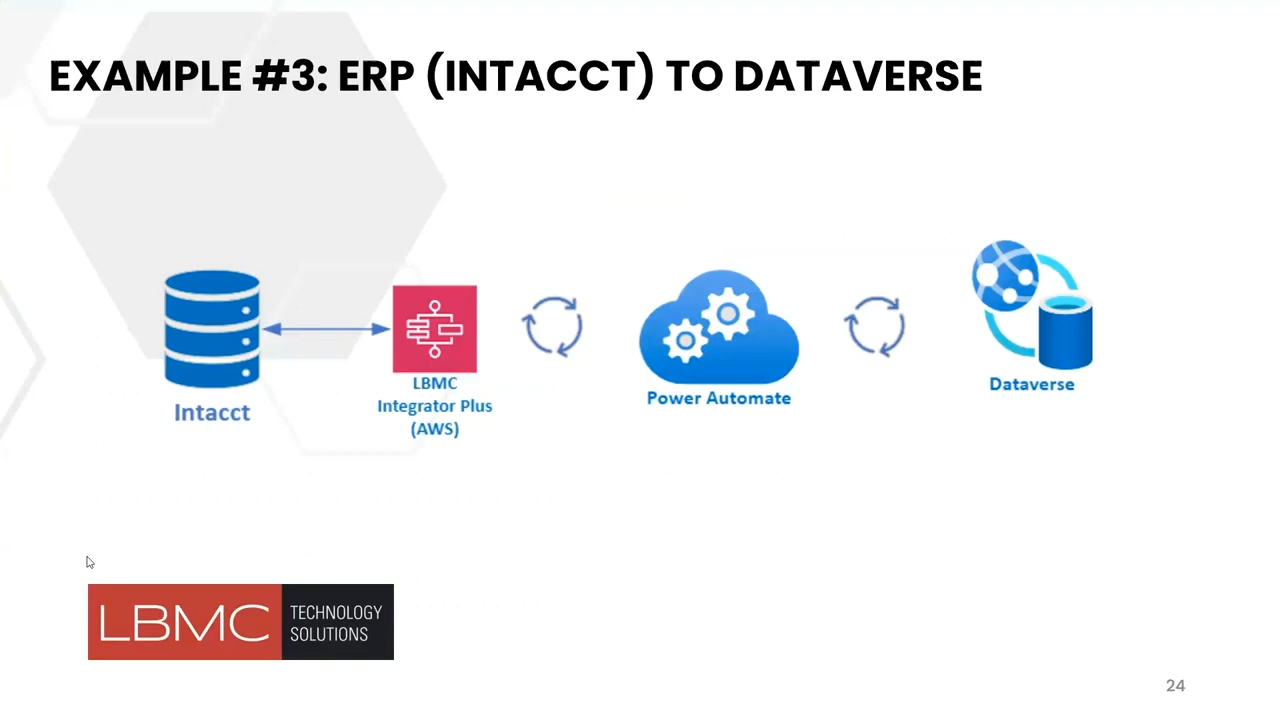 EXAMPLE #3: ERP (INTACCT) TO DATAVERSE
Intacct
LBMC
Integrator Plus
(AWS)
Power Automate
Dataverse
LBMC
TECHNOLOGY
SOLUTIONS
24